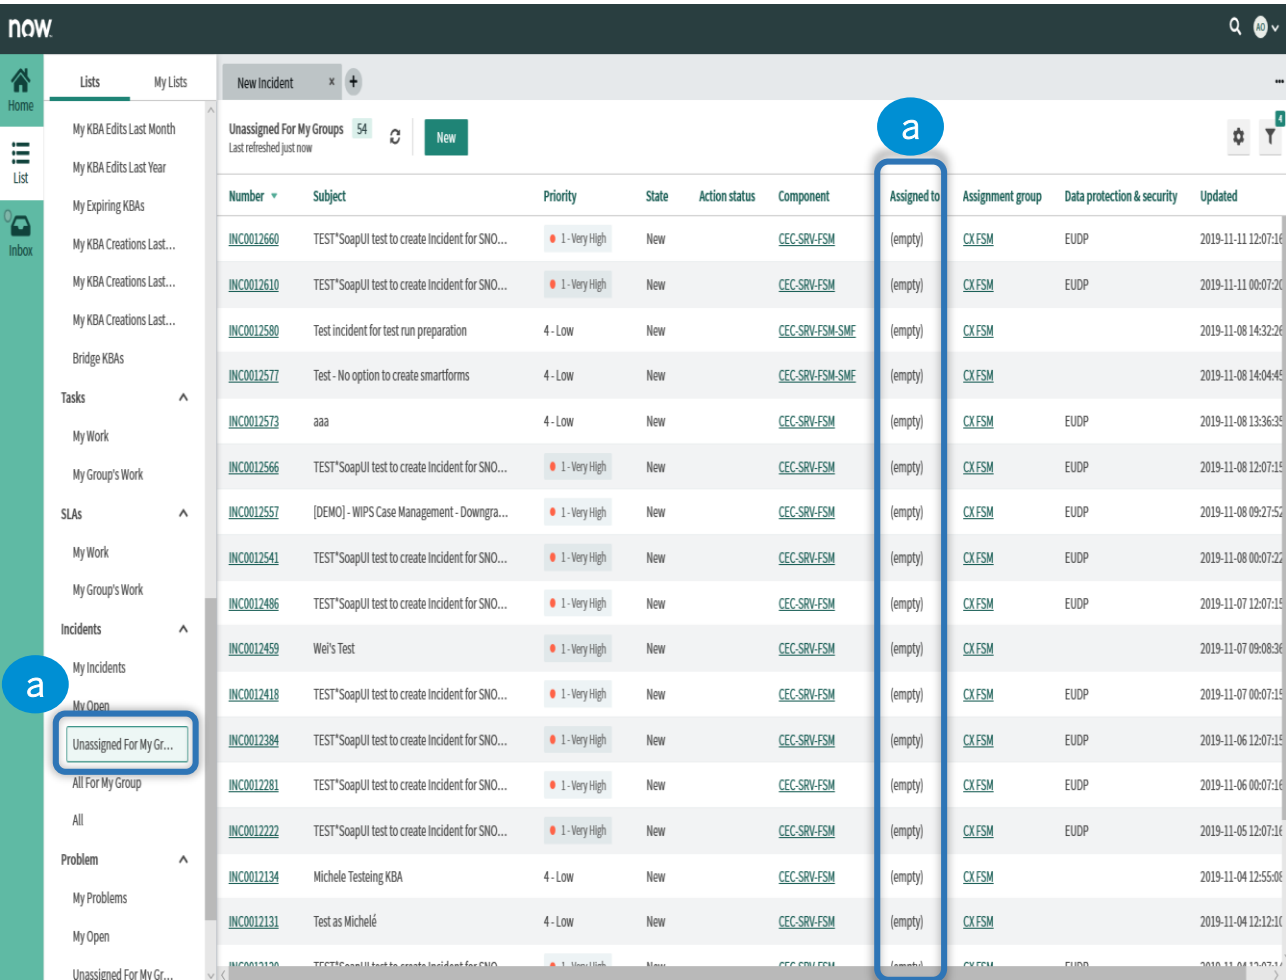 now.
AO
Home
List
Inbox
Lists My Lists
My KBA Edits Last Month
My KBA Edits Last Year
My Expiring KBAs
My KBA Creations Last...
My KBA Creations Last...
My KBA Creations Last...
Bridge KBAs
Tasks
My Work
My Group's Work
SLAs
My Work
My Group's Work
Incidents
My Incidents
a
My Open
Unassigned For My Gr...
All For My Group
All
Problem
My Problems
My Open
Unassigned For My Gr...
New Incident x +
Unassigned For My Groups 54
Last refreshed just now
New
a
4
Number Subject Priority State Action status Component Assigned to Assignment group Data protection & security Updated
INC0012660 TEST*SoapUI test to create Incident for SNO... 1 - Very High New CEC-SRV-FSM (empty) CX FSM EUDP 2019-11-11 12:07:16
INC0012610 TEST*SoapUI test to create Incident for SNO... 1 - Very High New CEC-SRV-FSM (empty) CX FSM EUDP 2019-11-11 00:07:20
INC0012580 Test incident for test run preparation 4 - Low New CEC-SRV-FSM-SMF (empty) CX FSM 2019-11-08 14:32:26
INC0012577 Test - No option to create smartforms 4 - Low New CEC-SRV-FSM-SMF (empty) CX FSM 2019-11-08 14:04:45
INC0012573 aaa 4 - Low New CEC-SRV-FSM (empty) CX FSM EUDP 2019-11-08 13:36:35
INC0012566 TEST*SoapUI test to create Incident for SNO... 1 - Very High New CEC-SRV-FSM (empty) CX FSM EUDP 2019-11-08 12:07:15
INC0012557 [DEMO] - WIPS Case Management - Downgra... 1 - Very High New CEC-SRV-FSM (empty) CX FSM EUDP 2019-11-08 09:27:52
INC0012541 TEST*SoapUI test to create Incident for SNO... 1 - Very High New CEC-SRV-FSM (empty) CX FSM EUDP 2019-11-08 00:07:22
INC0012486 TEST*SoapUI test to create Incident for SNO... 1 - Very High New CEC-SRV-FSM (empty) CX FSM EUDP 2019-11-07 12:07:15
INC0012459 Wei's Test 1 - Very High New CEC-SRV-FSM (empty) CX FSM 2019-11-07 09:08:36
INC0012418 TEST*SoapUI test to create Incident for SNO... 1 - Very High New CEC-SRV-FSM (empty) CX FSM EUDP 2019-11-07 00:07:15
INC0012384 TEST*SoapUI test to create Incident for SNO... 1 - Very High New CEC-SRV-FSM (empty) CX FSM EUDP 2019-11-06 12:07:15
INC0012281 TEST*SoapUI test to create Incident for SNO... 1 - Very High New CEC-SRV-FSM (empty) CX FSM EUDP 2019-11-06 00:07:16
INC0012222 TEST*SoapUI test to create Incident for SNO... 1 - Very High New CEC-SRV-FSM (empty) CX FSM EUDP 2019-11-05 12:07:16
INC0012134 Michele Testeing KBA 4 - Low New CEC-SRV-FSM (empty) CX FSM 2019-11-04 12:55:08
INC0012131 Test as Michelé 4 - Low New CEC-SRV-FSM (empty) CX FSM 2019-11-04 12:12:10